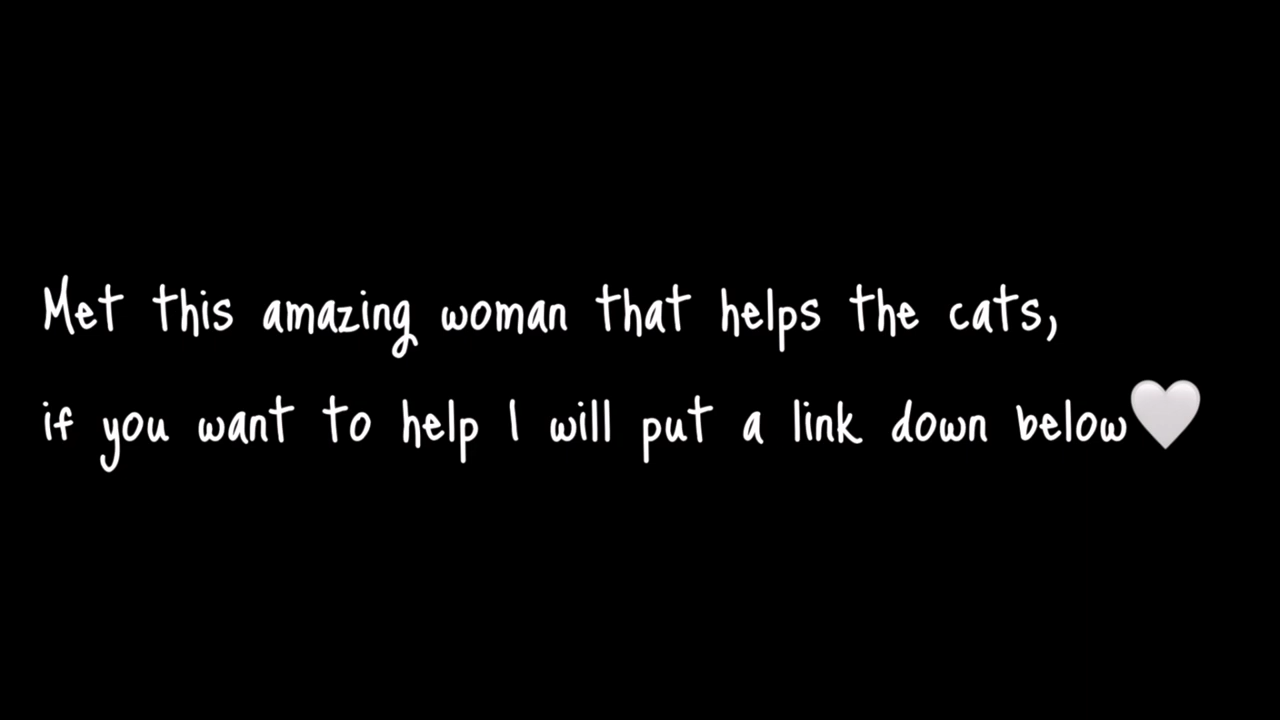 Met this amazing woman that helps the cats,
if you want to help I will put a link down below🤍